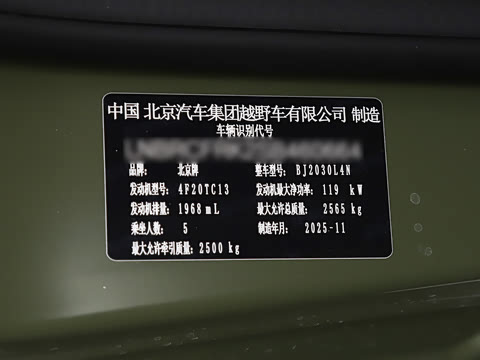 中国 北京汽车集团越野车有限公司 制造
车辆识别代号
品牌: 北京牌 整车型号: BJ2030L4N
发动机型号: 4F20TC13 发动机最大净功率: 119 kW
发动机排量: 1968 mL 最大允许总质量: 2565 kg
乘坐人数: 5 制造年月: 2025-11
最大允许牵引质量: 2500 kg